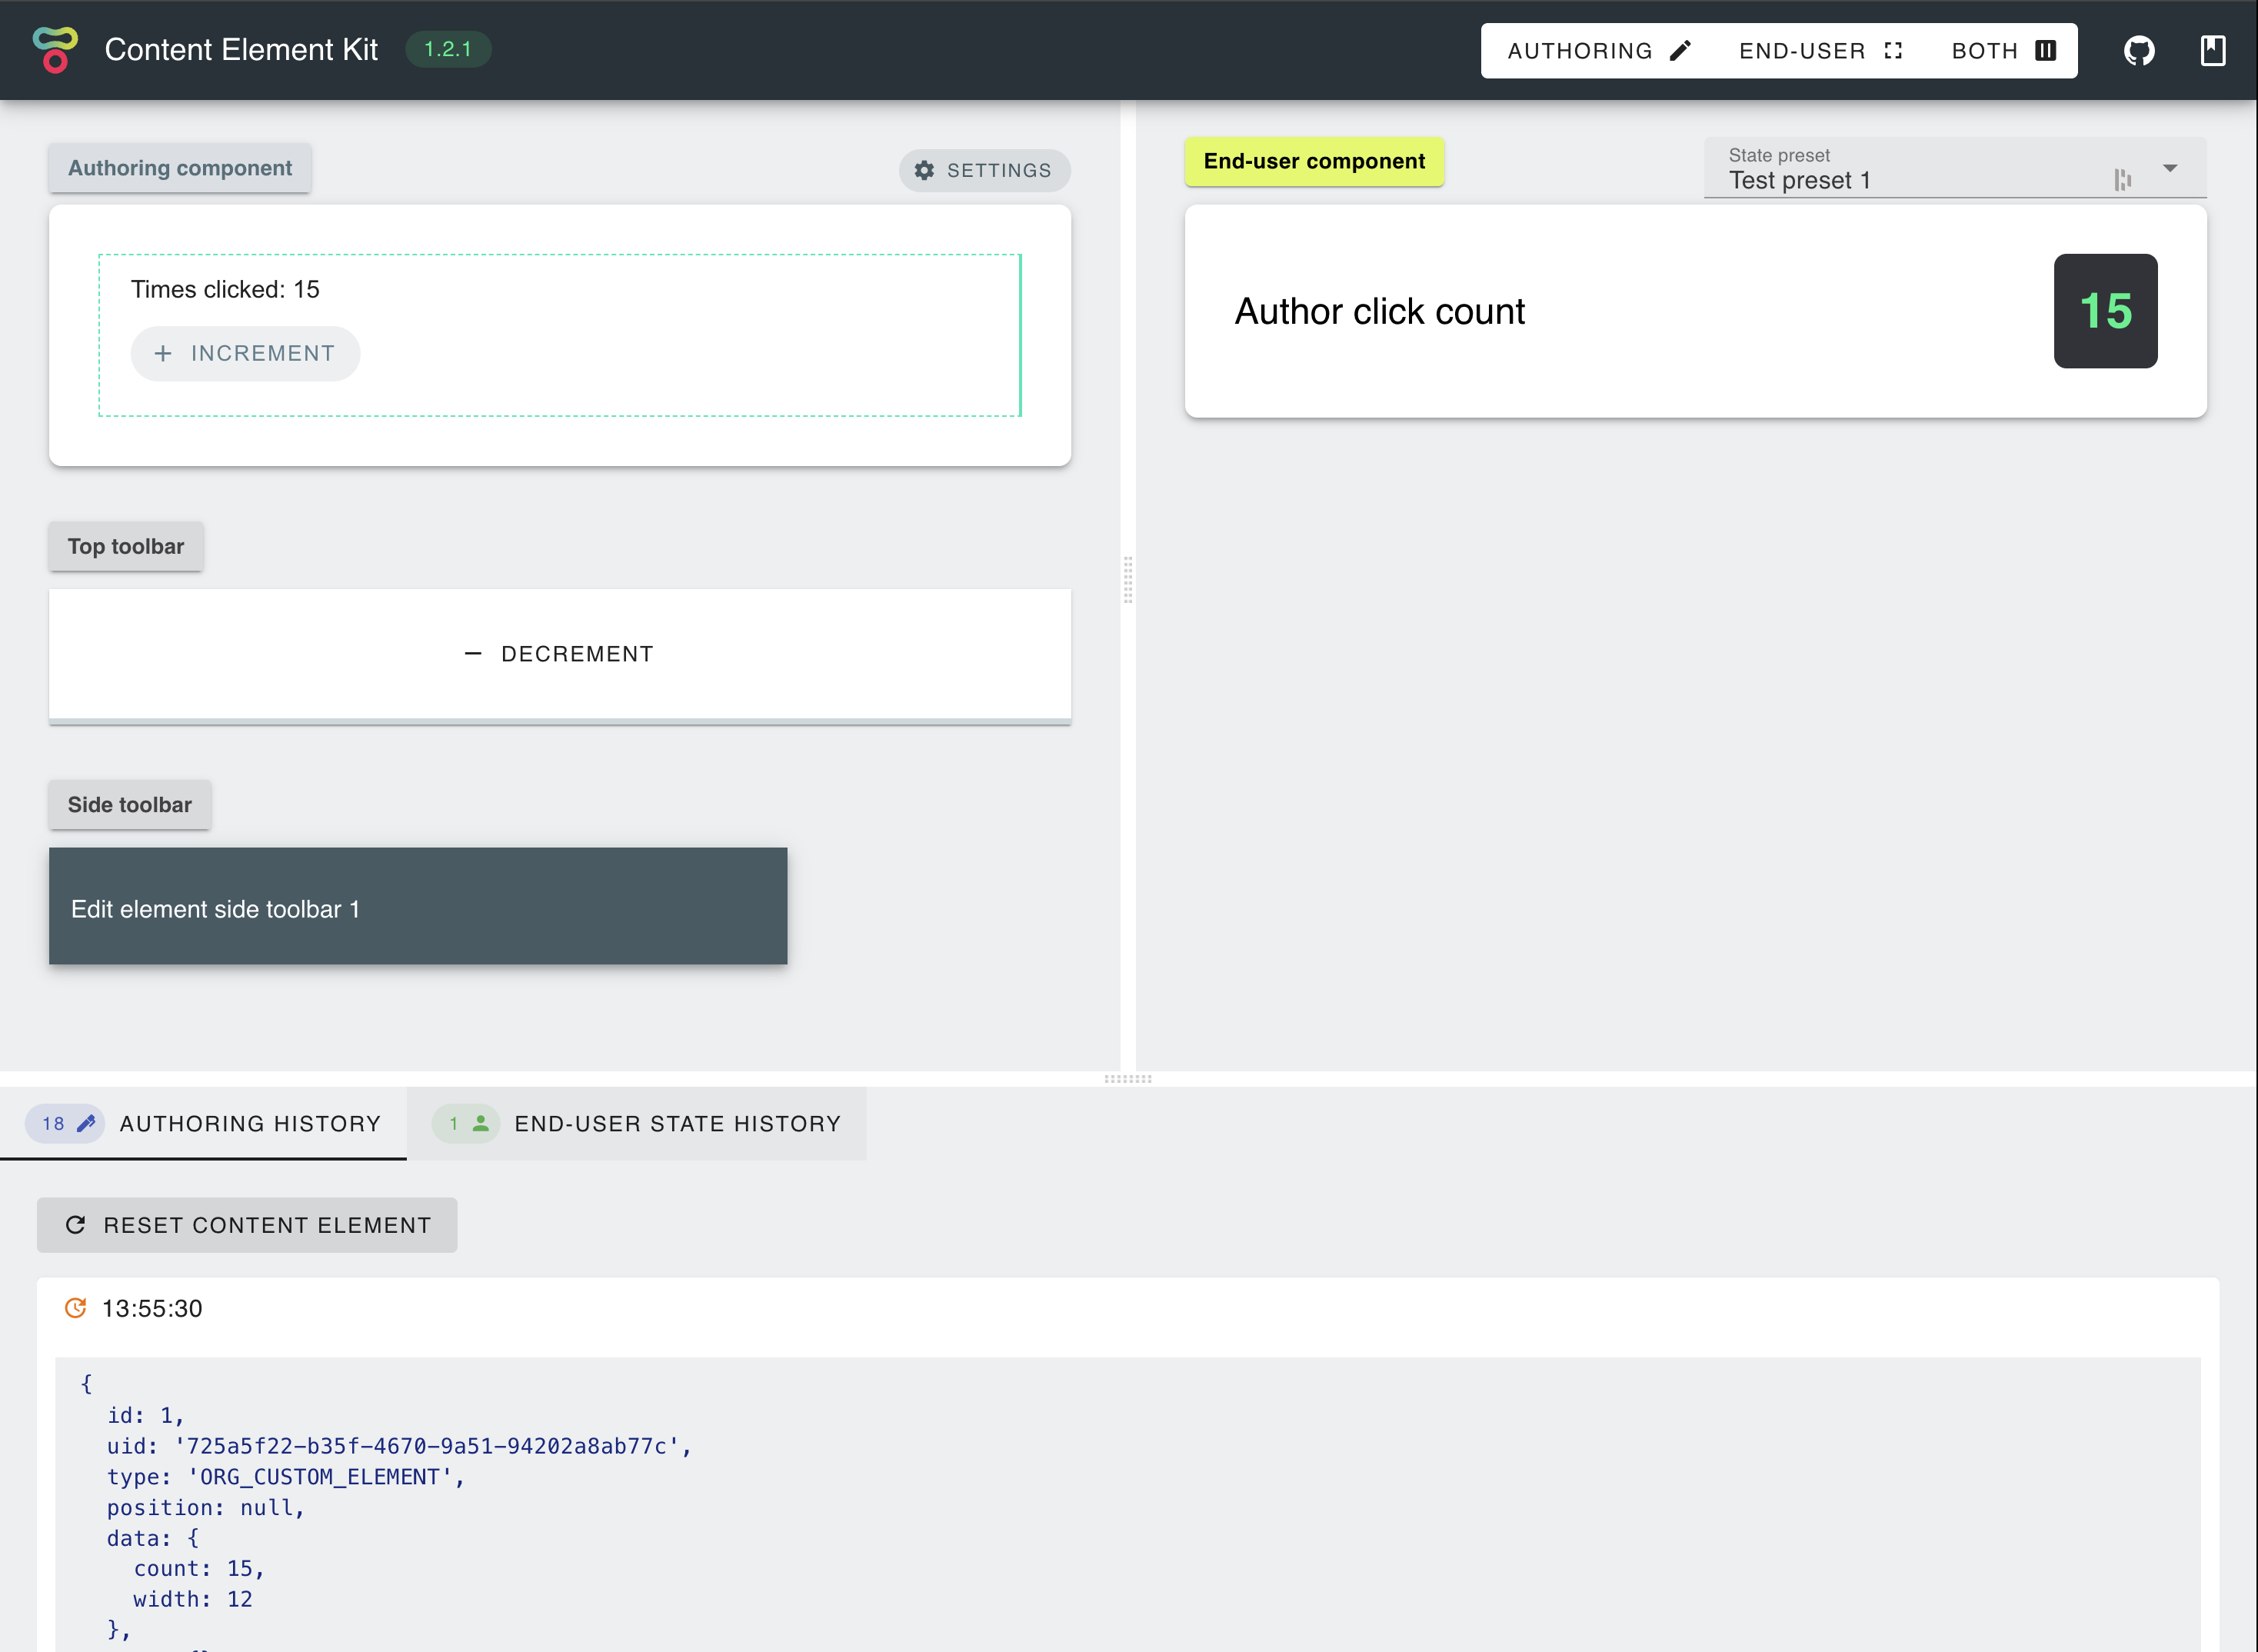 Content Element Kit
1.2.1
AUTHORING
END-USER
BOTH
Authoring component
SETTINGS
Times clicked: 15
INCREMENT
Top toolbar
DECREMENT
Side toolbar
Edit element side toolbar 1
End-user component
State preset
Test preset 1
Author click count
15
18 AUTHORING HISTORY
1 END-USER STATE HISTORY
RESET CONTENT ELEMENT
13:55:30
{
id: 1,
uid: '725a5f22-b35f-4670-9a51-94202a8ab77c',
type: 'ORG_CUSTOM_ELEMENT',
position: null,
data: {
count: 15,
width: 12
},